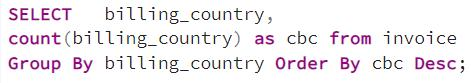 SELECT   billing_country,
count(billing_country) as cbc from invoice
Group By billing_country Order By cbc Desc;